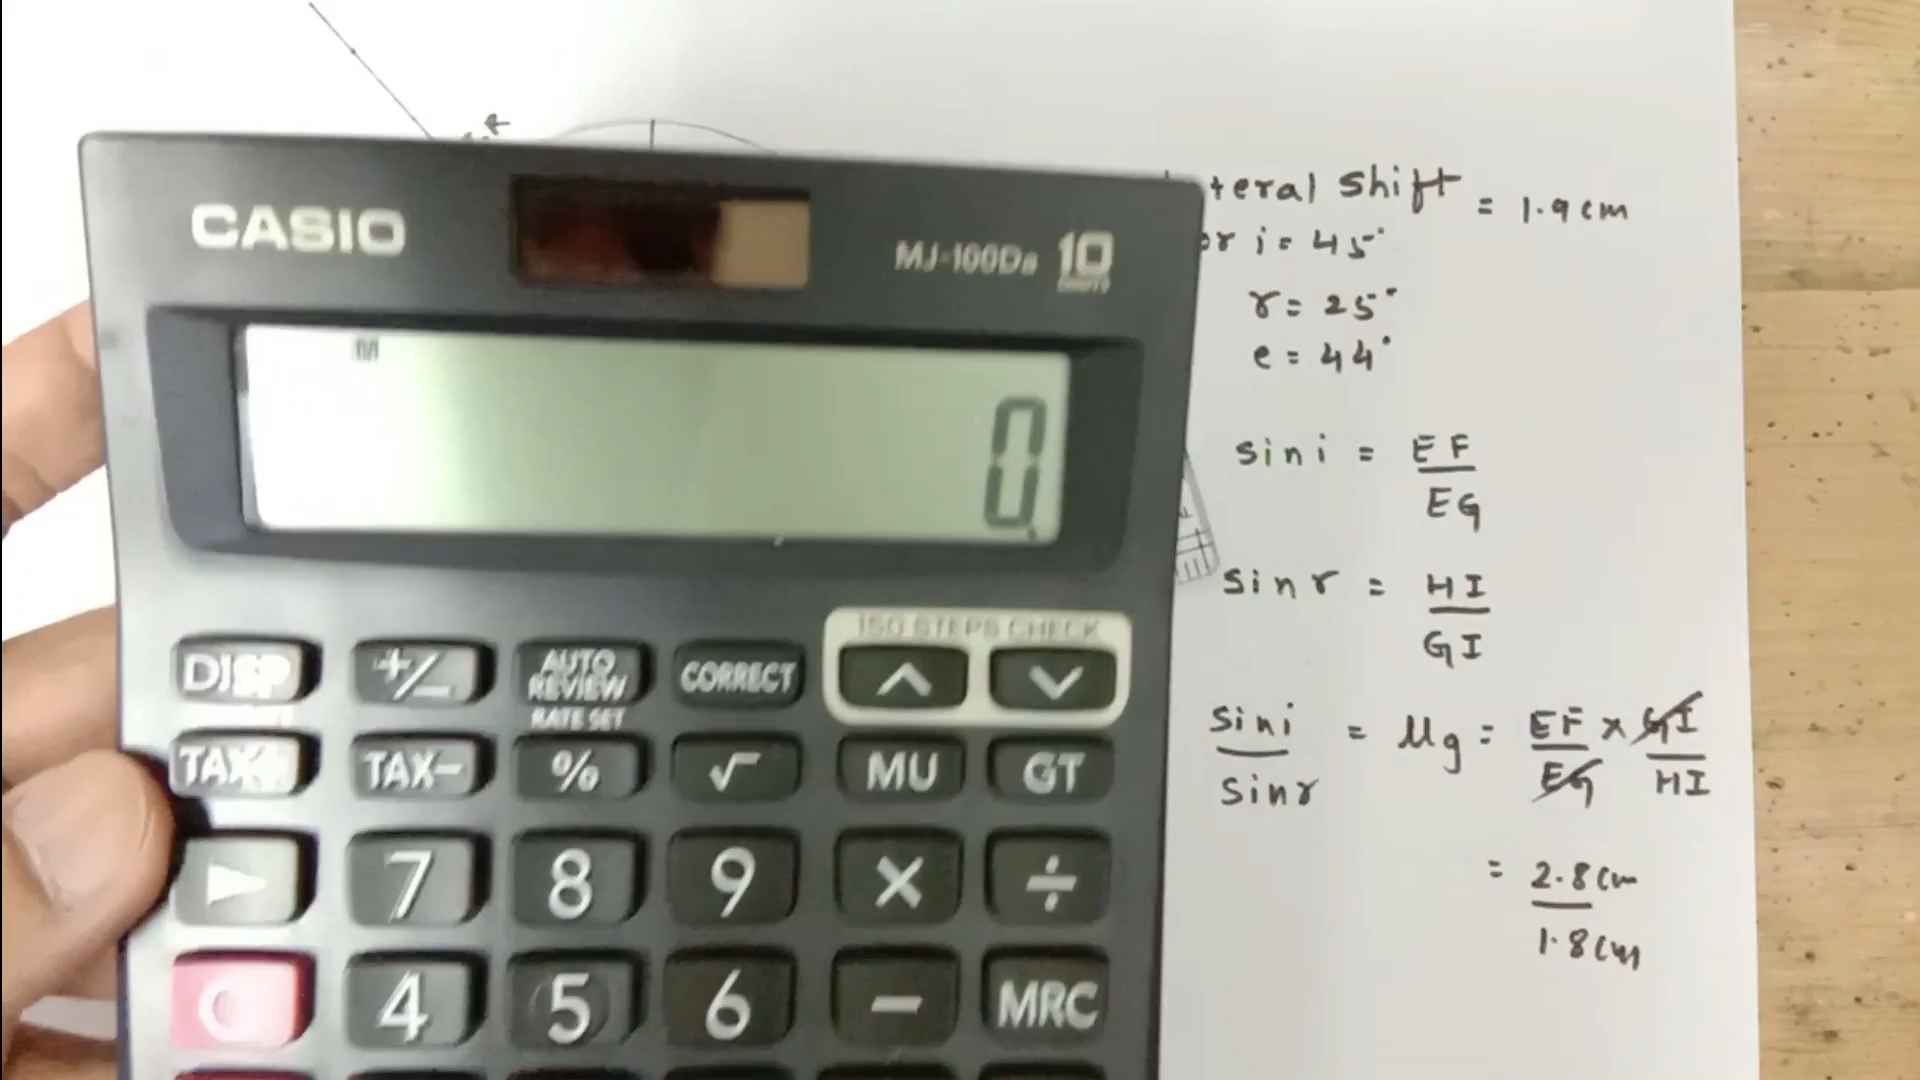 CASIO
MJ-100Da 10
M
0.
150 STEPS CHECK
DISP +/− AUTO REVIEW CORRECT
RATE SET
TAX+ TAX− % √ MU GT
7 8 9 × ÷
C 4 5 6 − MRC
teral shift = 1.9cm
or i = 45°
r = 25°
e = 44°
sin i = EF
EG
sin r = HI
GI
sin i = μg = EF × GI
sin r EG HI
= 2.8cm
1.8cm